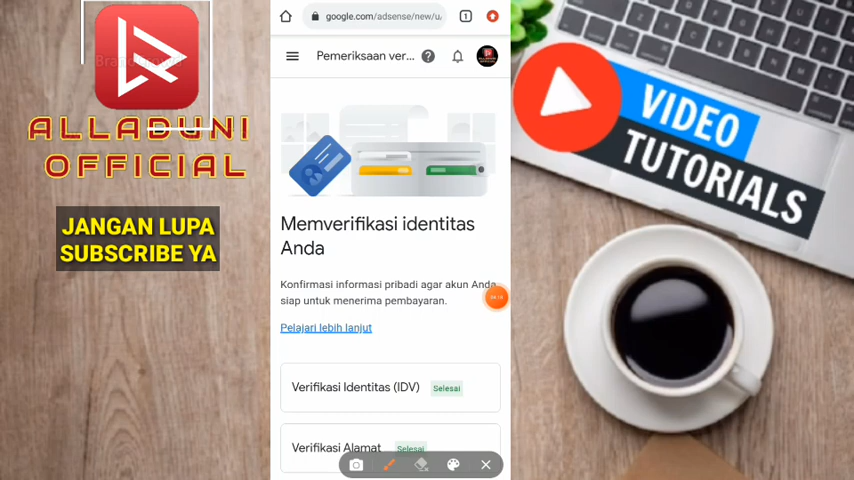 ALLADUNI
OFFICIAL
JANGAN LUPA
SUBSCRIBE YA
google.com/adsense/new/u/
1
Pemeriksaan ver...
Memverifikasi identitas
Anda
Konfirmasi informasi pribadi agar akun Anda
siap untuk menerima pembayaran.
Pelajari lebih lanjut
Verifikasi Identitas (IDV) Selesai
Verifikasi Alamat Selesai
VIDEO
TUTORIALS